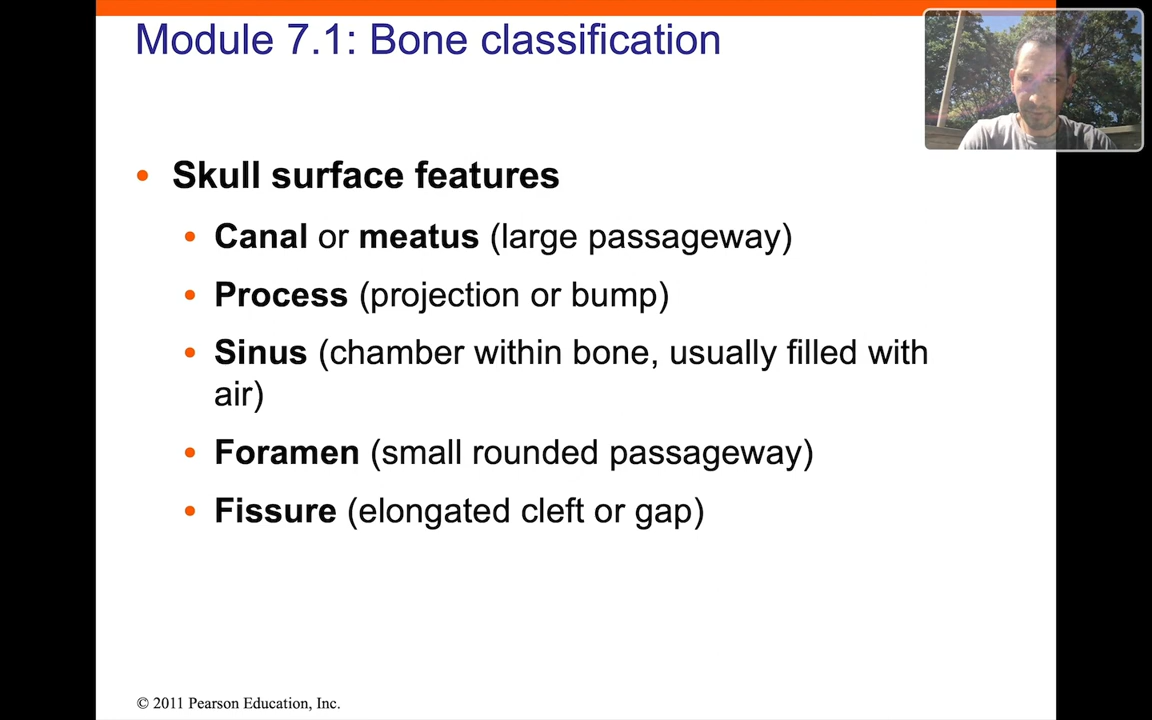 Module 7.1: Bone classification
• Skull surface features
• Canal or meatus (large passageway)
• Process (projection or bump)
• Sinus (chamber within bone, usually filled with
air)
• Foramen (small rounded passageway)
• Fissure (elongated cleft or gap)
© 2011 Pearson Education, Inc.